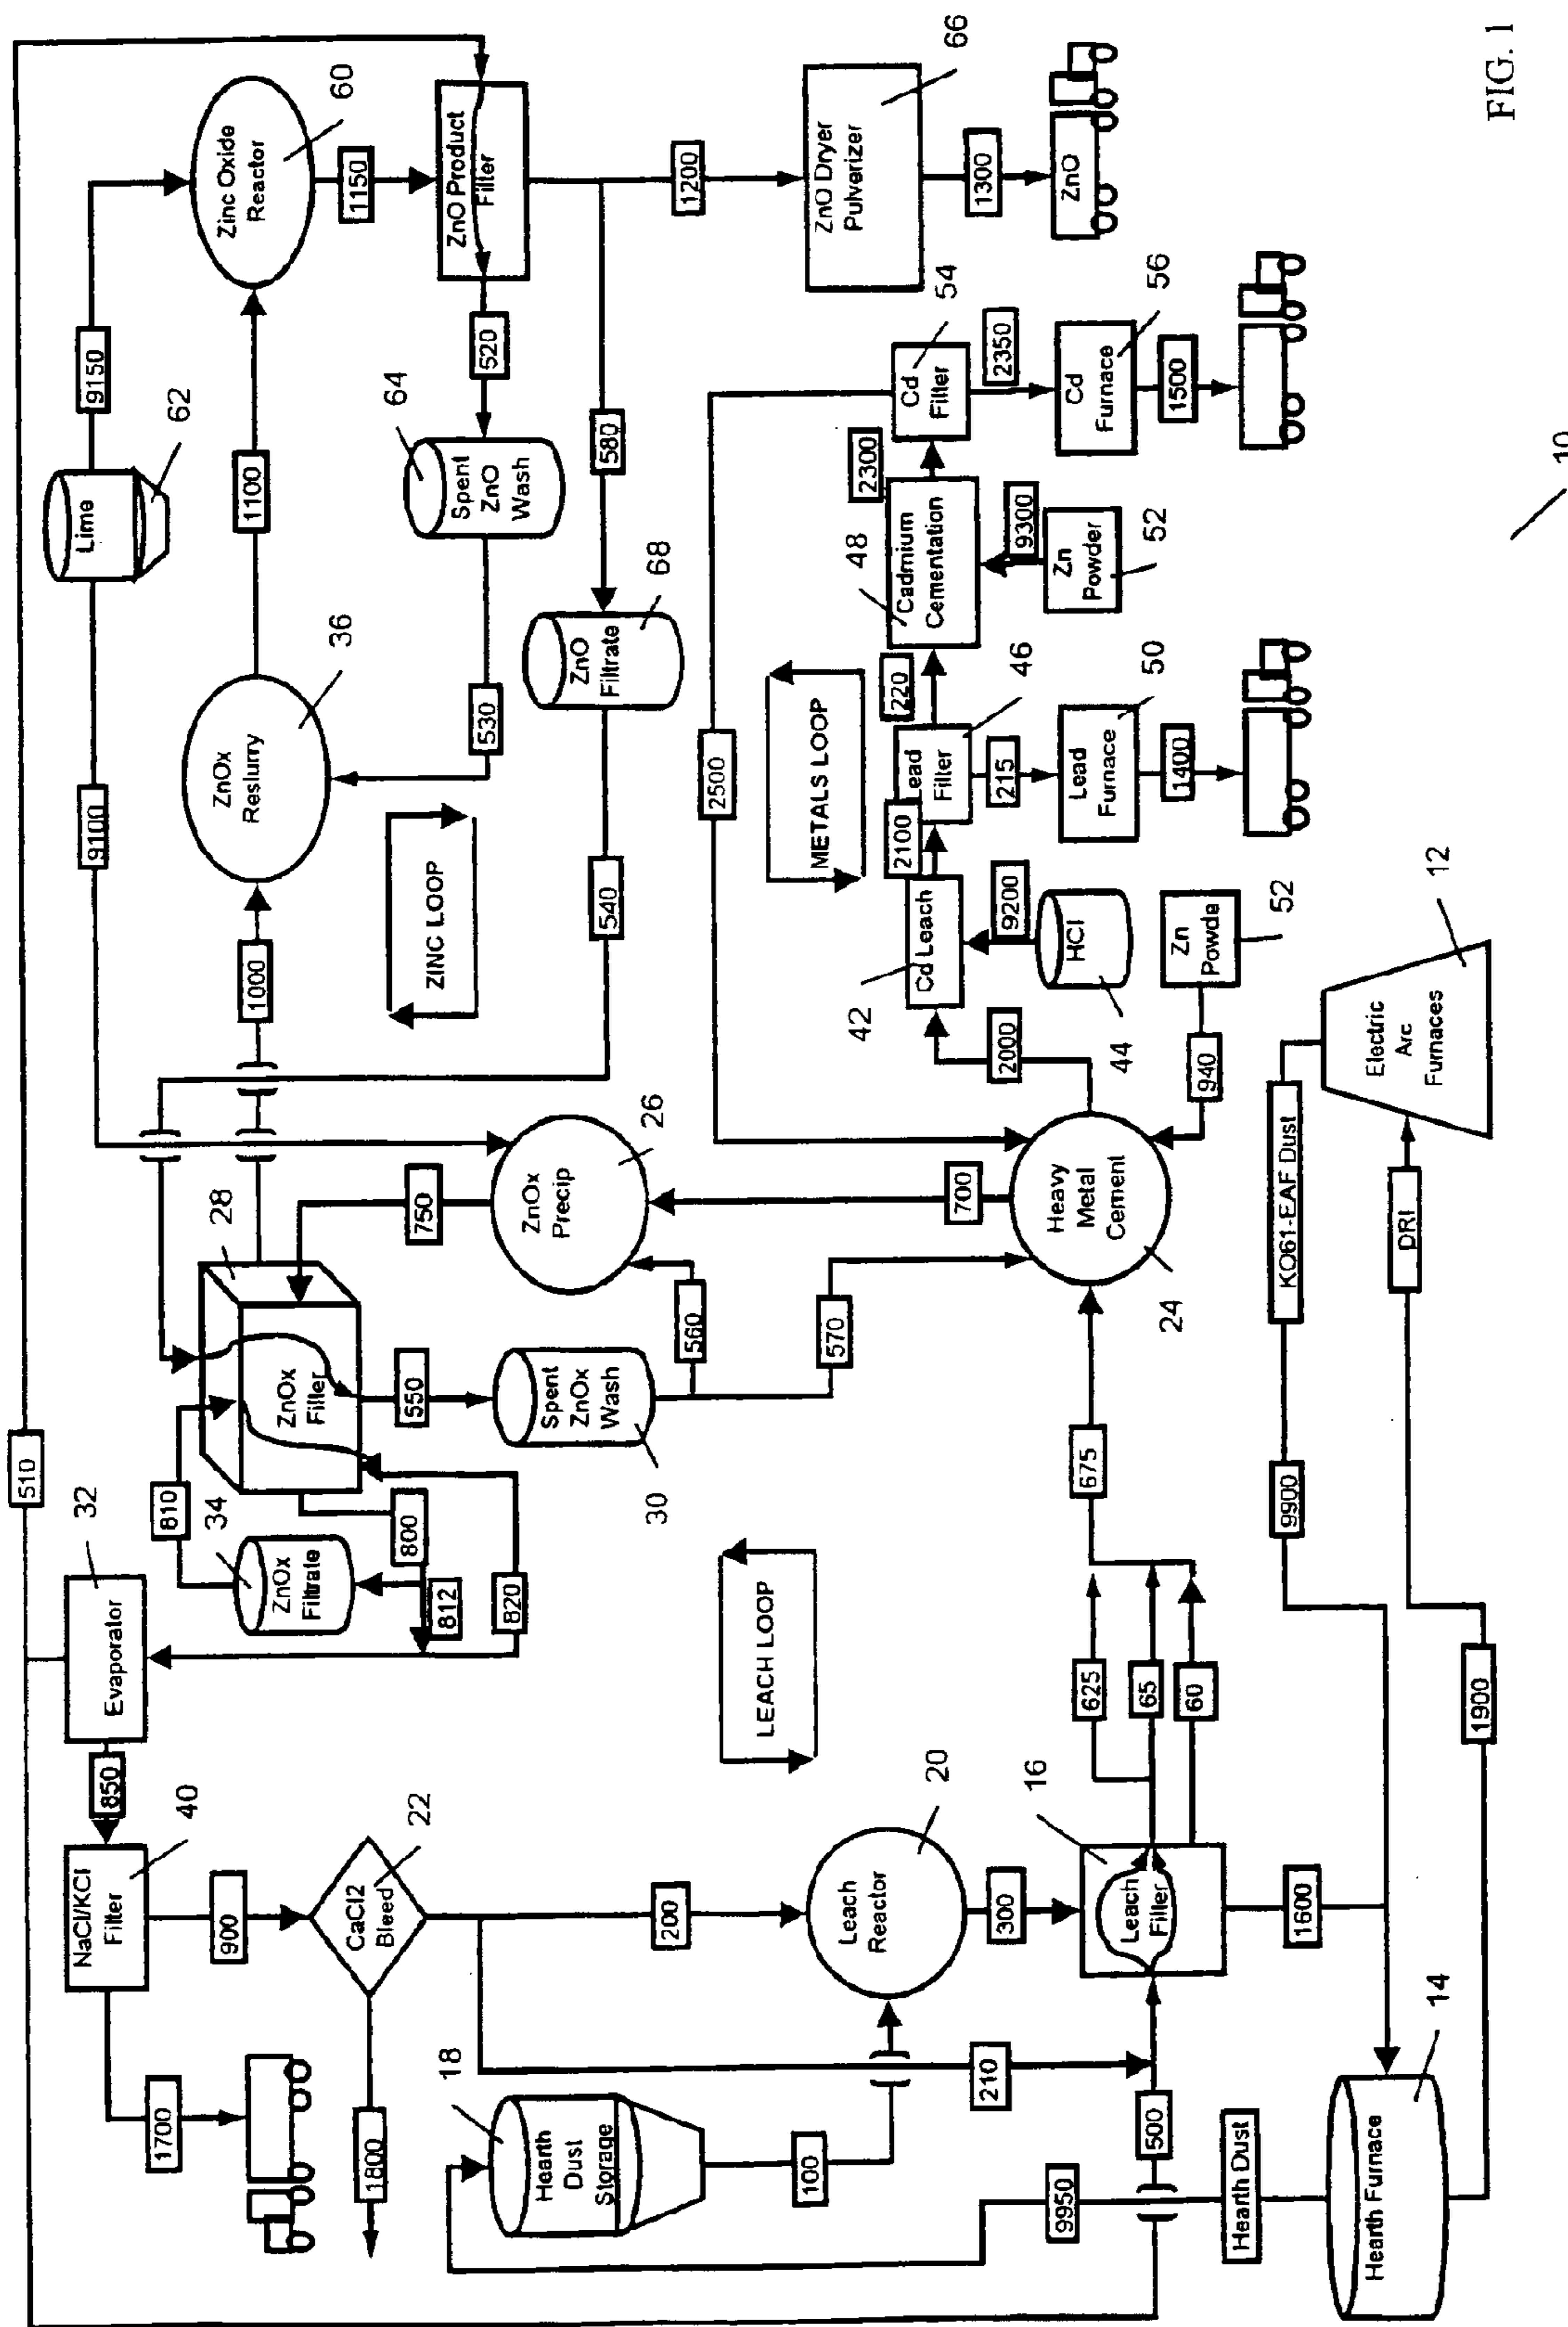 510
Evaporator
32
850
NaCl/KCl
Filter
40
1700
900
CaCl2
Bleed
22
1800
810
34
ZnOx
Filtrate
800
812
820
28
ZnOx
Filler
550
Spent
ZnOx
Wash
30
560
570
750
ZnOx
Precip
26
700
9100
Lime
62
9150
1000
ZnOx
Reslurry
36
1100
Zinc Oxide
Reactor
60
1150
ZnO Product
Filter
520
64
Spent
ZnO
Wash
530
580
ZnO
Filtrate
68
540
ZINC LOOP
1200
ZnO Dryer
Pulverizer
66
1300
ZnO
18
Hearth
Dust
Storage
100
200
210
Leach
Reactor
20
300
LEACH LOOP
16
Leach
Filler
500
625
65
60
675
1600
Heavy
Metal
Cement
24
2500
METALS LOOP
2000
42
Cd Leach
9200
HCl
44
2100
Lead
Filter
46
215
Lead
Furnace
50
1400
220
48
Cadmium
Cementation
9300
Zn
Powder
52
2300
Cd
Filter
54
2350
Cd
Furnace
56
1500
940
Zn
Powde
52
9950
Hearth Dust
Hearth Furnace
14
9900
KO61-EAF Dust
1900
DRI
Electric
Arc
Furnaces
12
10
FIG. 1